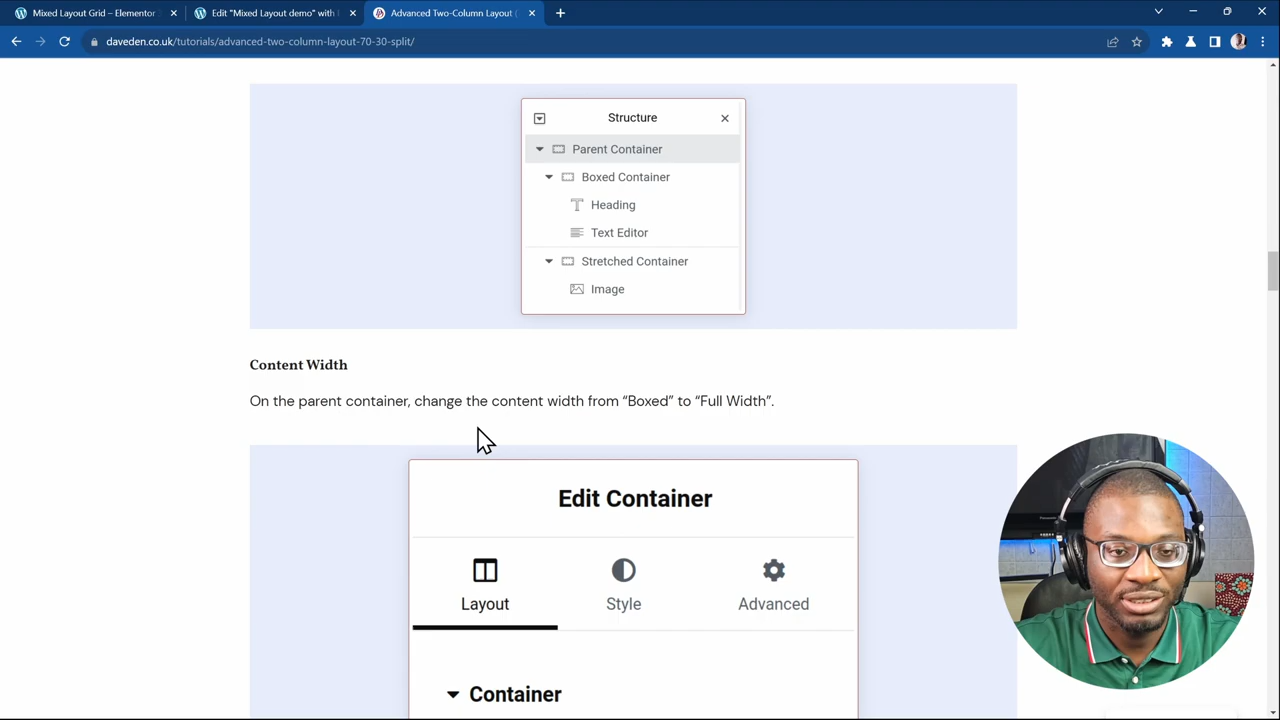 Mixed Layout Grid – Elementor
Edit "Mixed Layout demo" with
Advanced Two-Column Layout (
daveden.co.uk/tutorials/advanced-two-column-layout-70-30-split/
Structure
Parent Container
Boxed Container
Heading
Text Editor
Stretched Container
Image
Content Width
On the parent container, change the content width from “Boxed” to “Full Width”.
Edit Container
Layout Style Advanced
Container